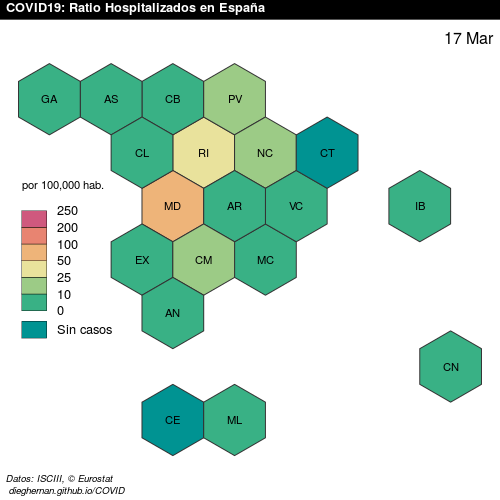 COVID19: Ratio Hospitalizados en España
17 Mar
GA AS CB PV
CL RI NC CT
por 100,000 hab.
MD AR VC IB
250
200
100
50
25
10
0
Sin casos
EX CM MC
AN
CN
CE ML
Datos: ISCIII, © Eurostat
dieghernan.github.io/COVID